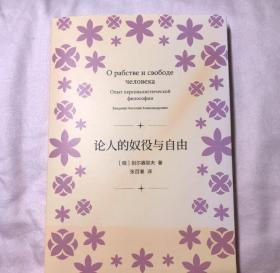 О рабстве и свободе
человека
Опыт персоналистической
философии
论人的奴役与自由
［俄］别尔嘉耶夫 著
张百春 译